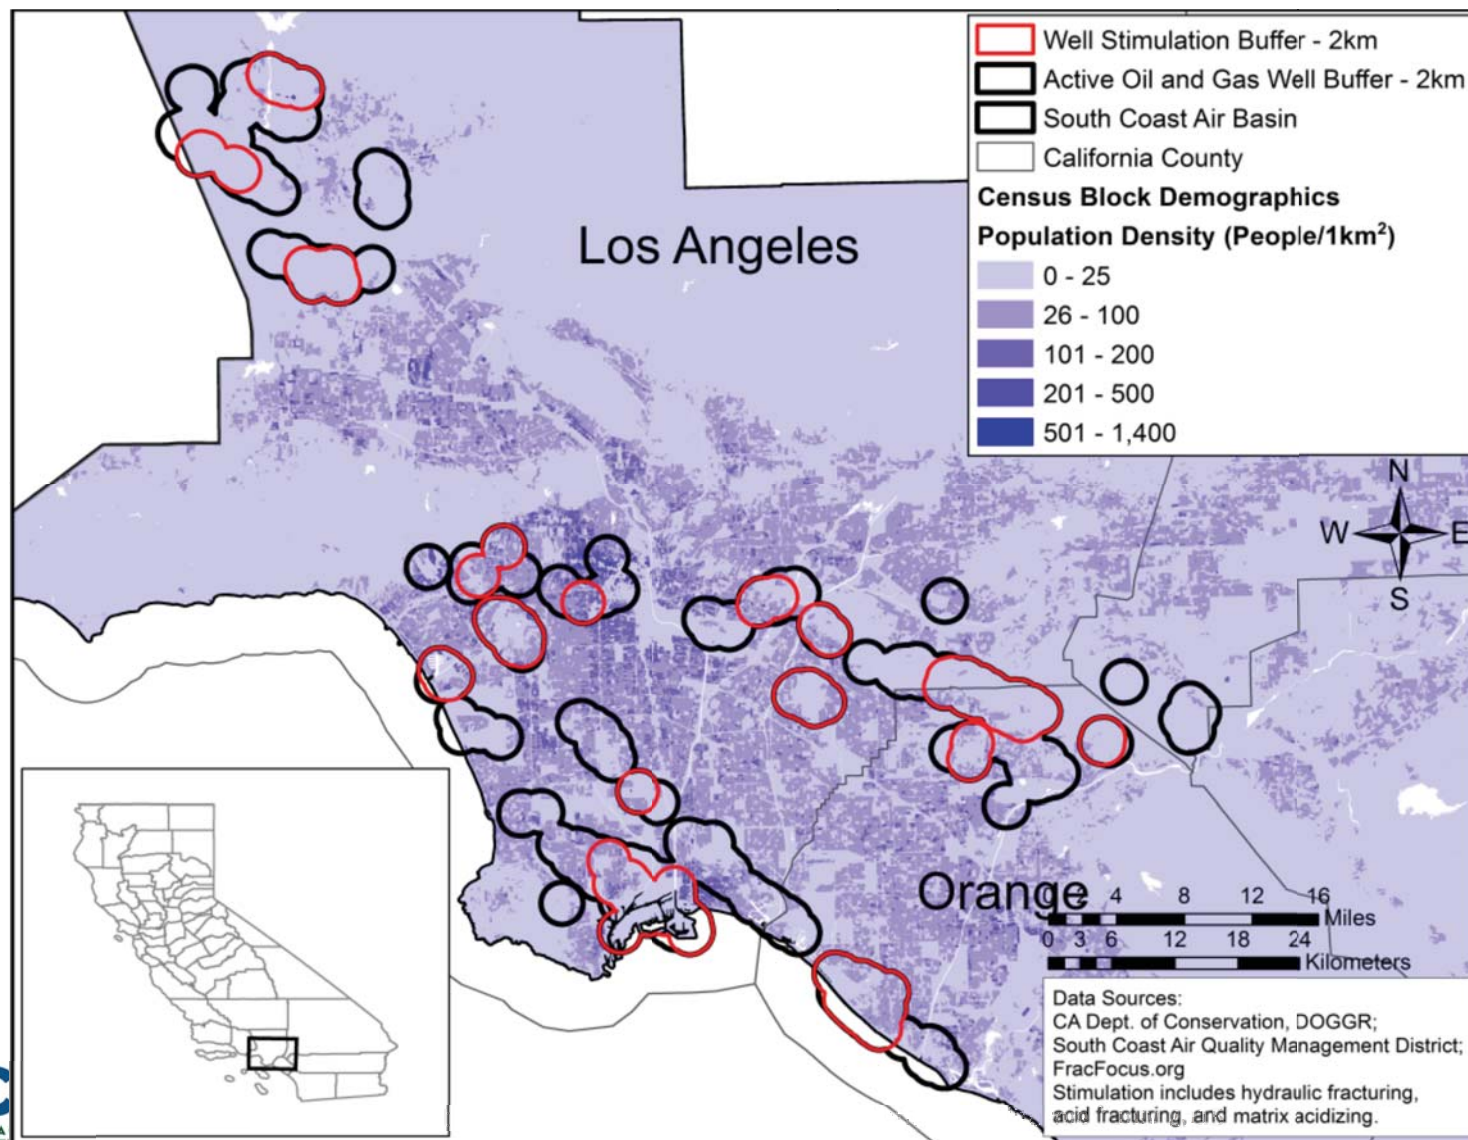 Well Stimulation Buffer - 2km
Active Oil and Gas Well Buffer - 2km
South Coast Air Basin
California County
Census Block Demographics
Population Density (People/1km²)
0 - 25
26 - 100
101 - 200
201 - 500
501 - 1,400
Los Angeles
N
W E
S
Orange
0 2 4 8 12 16
Miles
0 3 6 12 18 24
Kilometers
Data Sources:
CA Dept. of Conservation, DOGGR;
South Coast Air Quality Management District;
FracFocus.org
Stimulation includes hydraulic fracturing,
acid fracturing, and matrix acidizing.